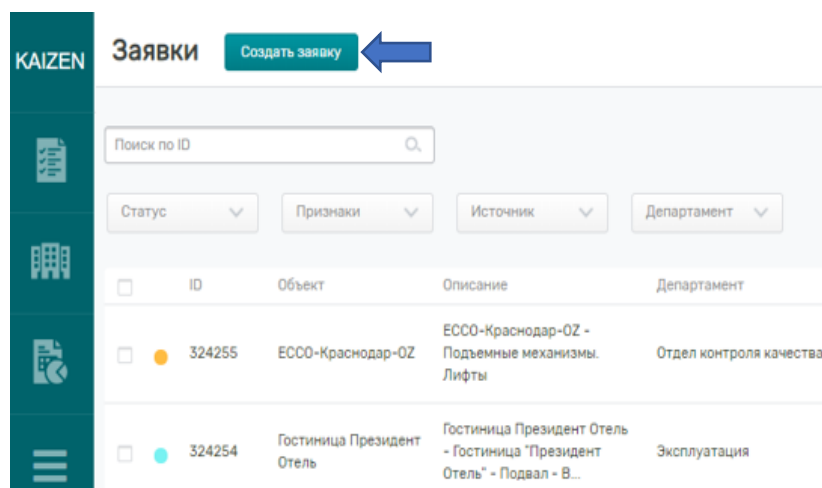 KAIZEN
Заявки
Создать заявку
Поиск по ID
Статус
Признаки
Источник
Департамент
ID
Объект
Описание
Департамент
324255
ECCO-Краснодар-OZ
ECCO-Краснодар-OZ -
Подъемные механизмы.
Лифты
Отдел контроля качества
324254
Гостиница Президент
Отель
Гостиница Президент Отель
- Гостиница "Президент
Отель" - Подвал - В...
Эксплуатация